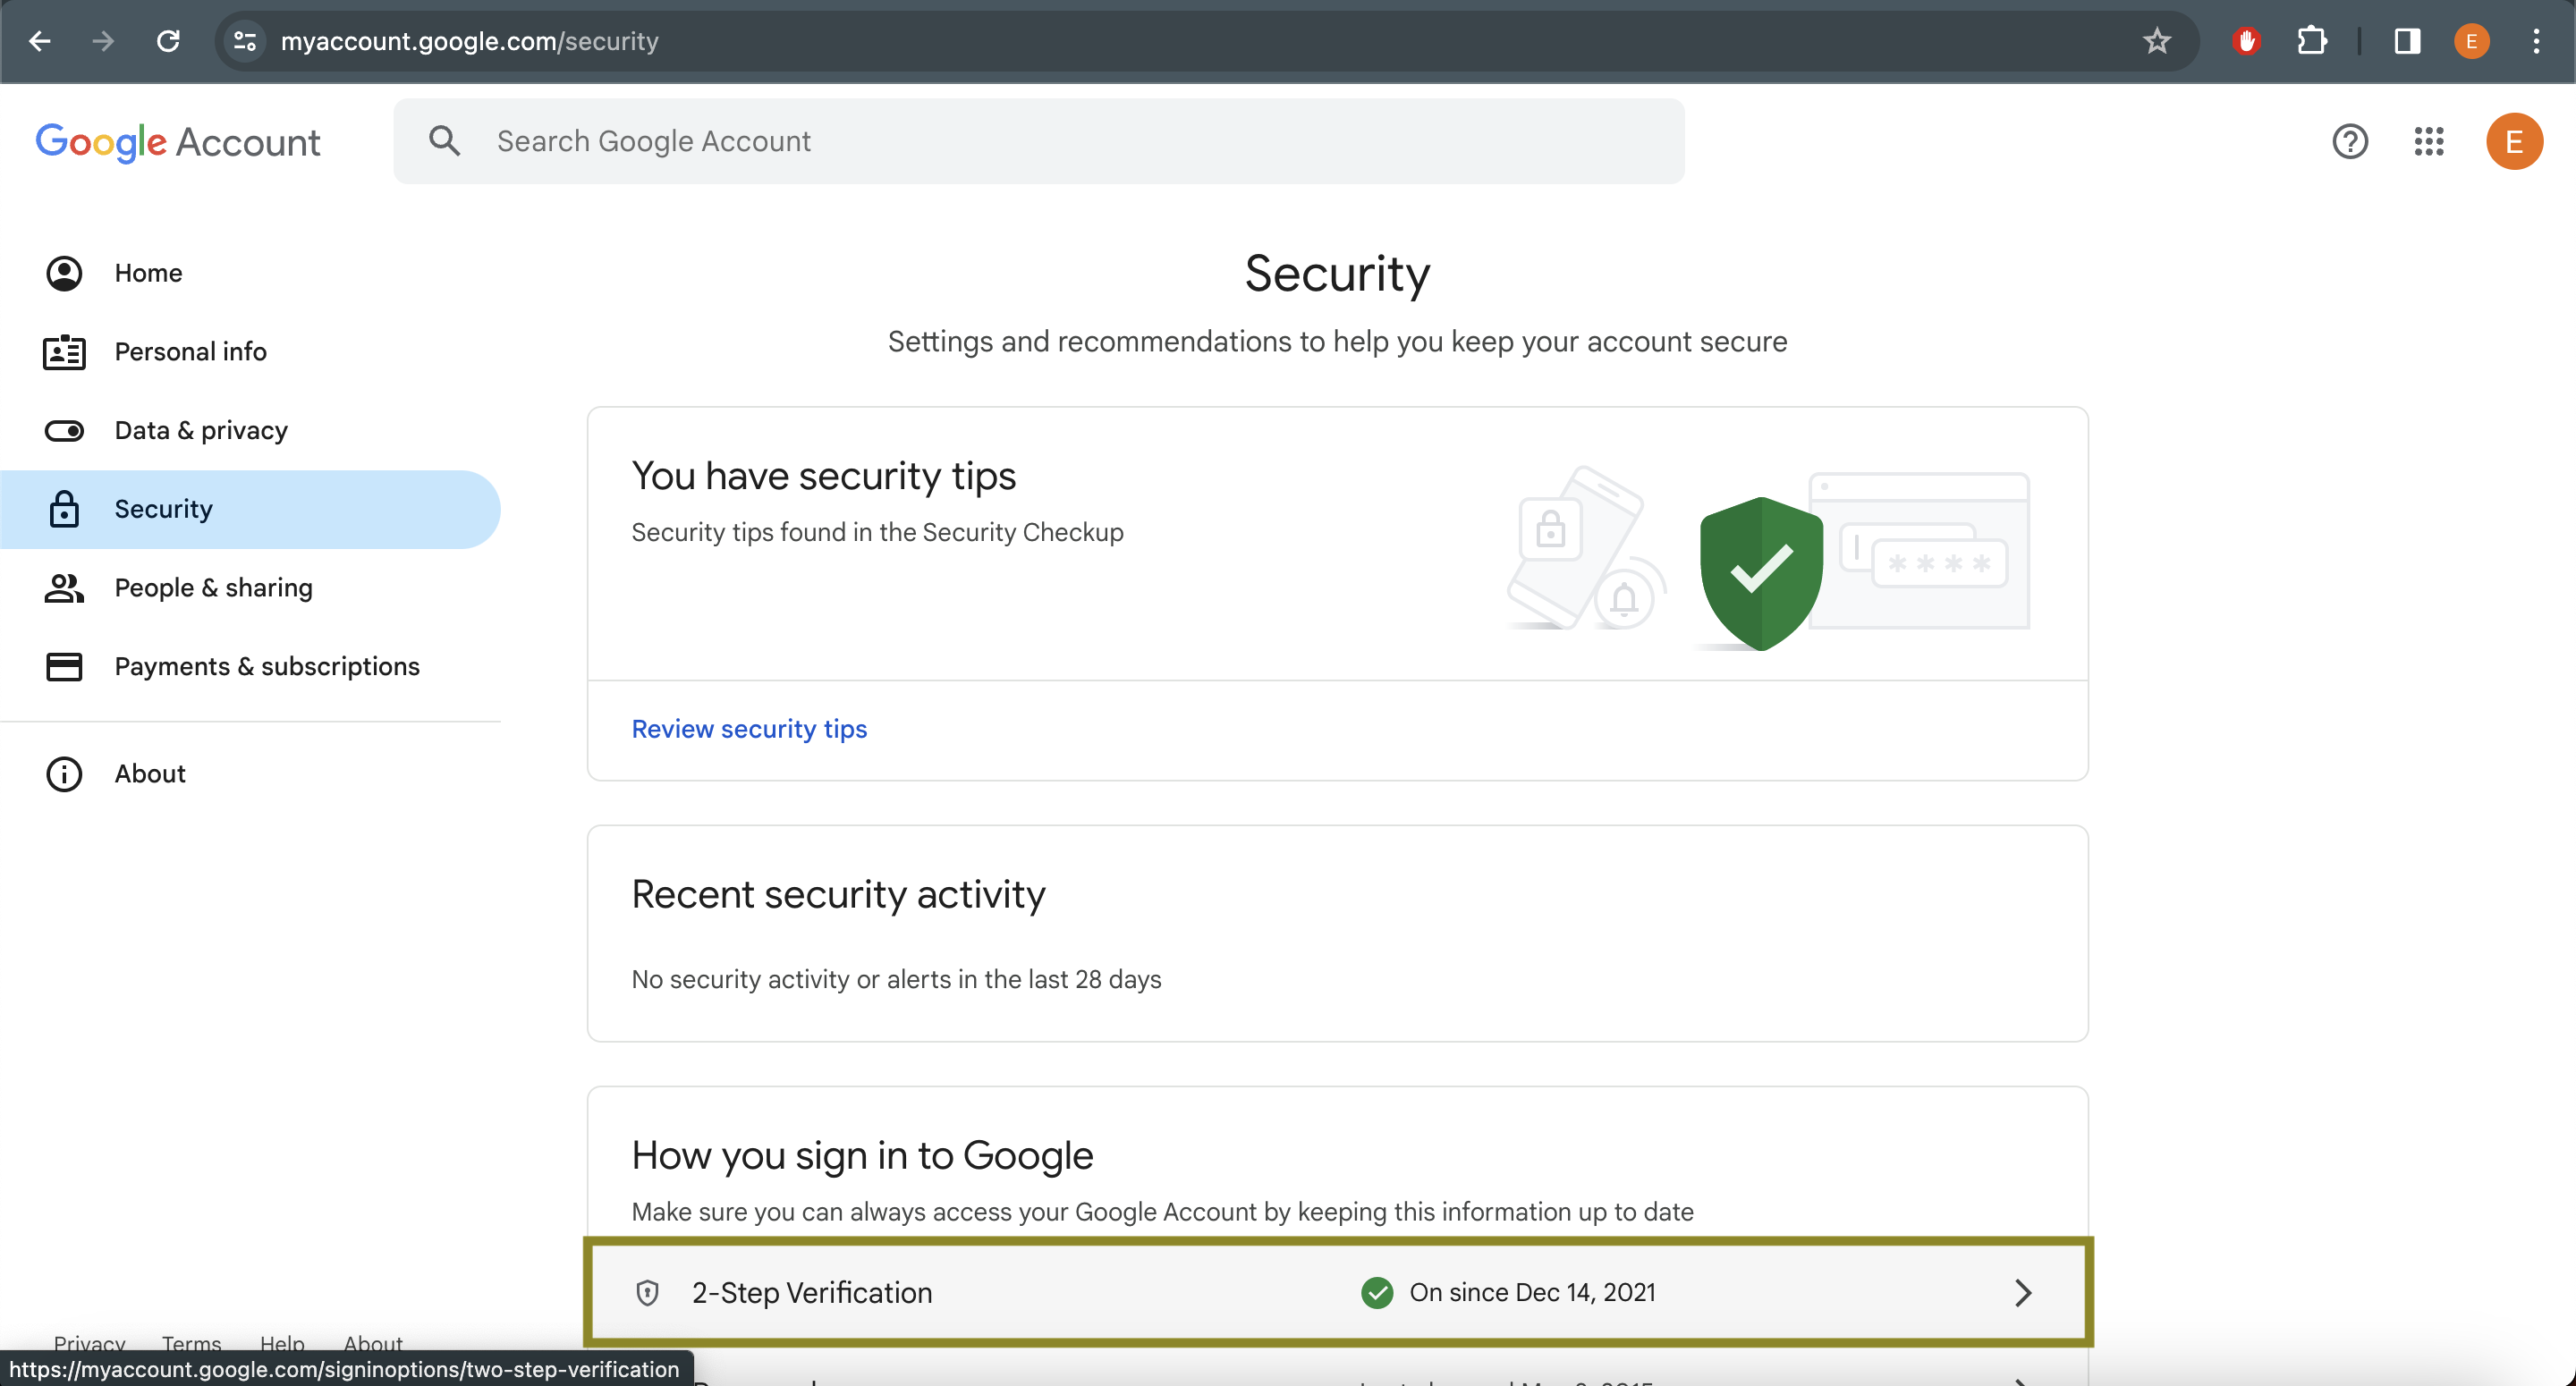 myaccount.google.com/security
E
Google Account
Search Google Account
E
Home
Personal info
Data & privacy
Security
People & sharing
Payments & subscriptions
About
Security
Settings and recommendations to help you keep your account secure
You have security tips
Security tips found in the Security Checkup
****
Review security tips
Recent security activity
No security activity or alerts in the last 28 days
How you sign in to Google
Make sure you can always access your Google Account by keeping this information up to date
2-Step Verification
On since Dec 14, 2021
Privacy Terms Help About
https://myaccount.google.com/signinoptions/two-step-verification